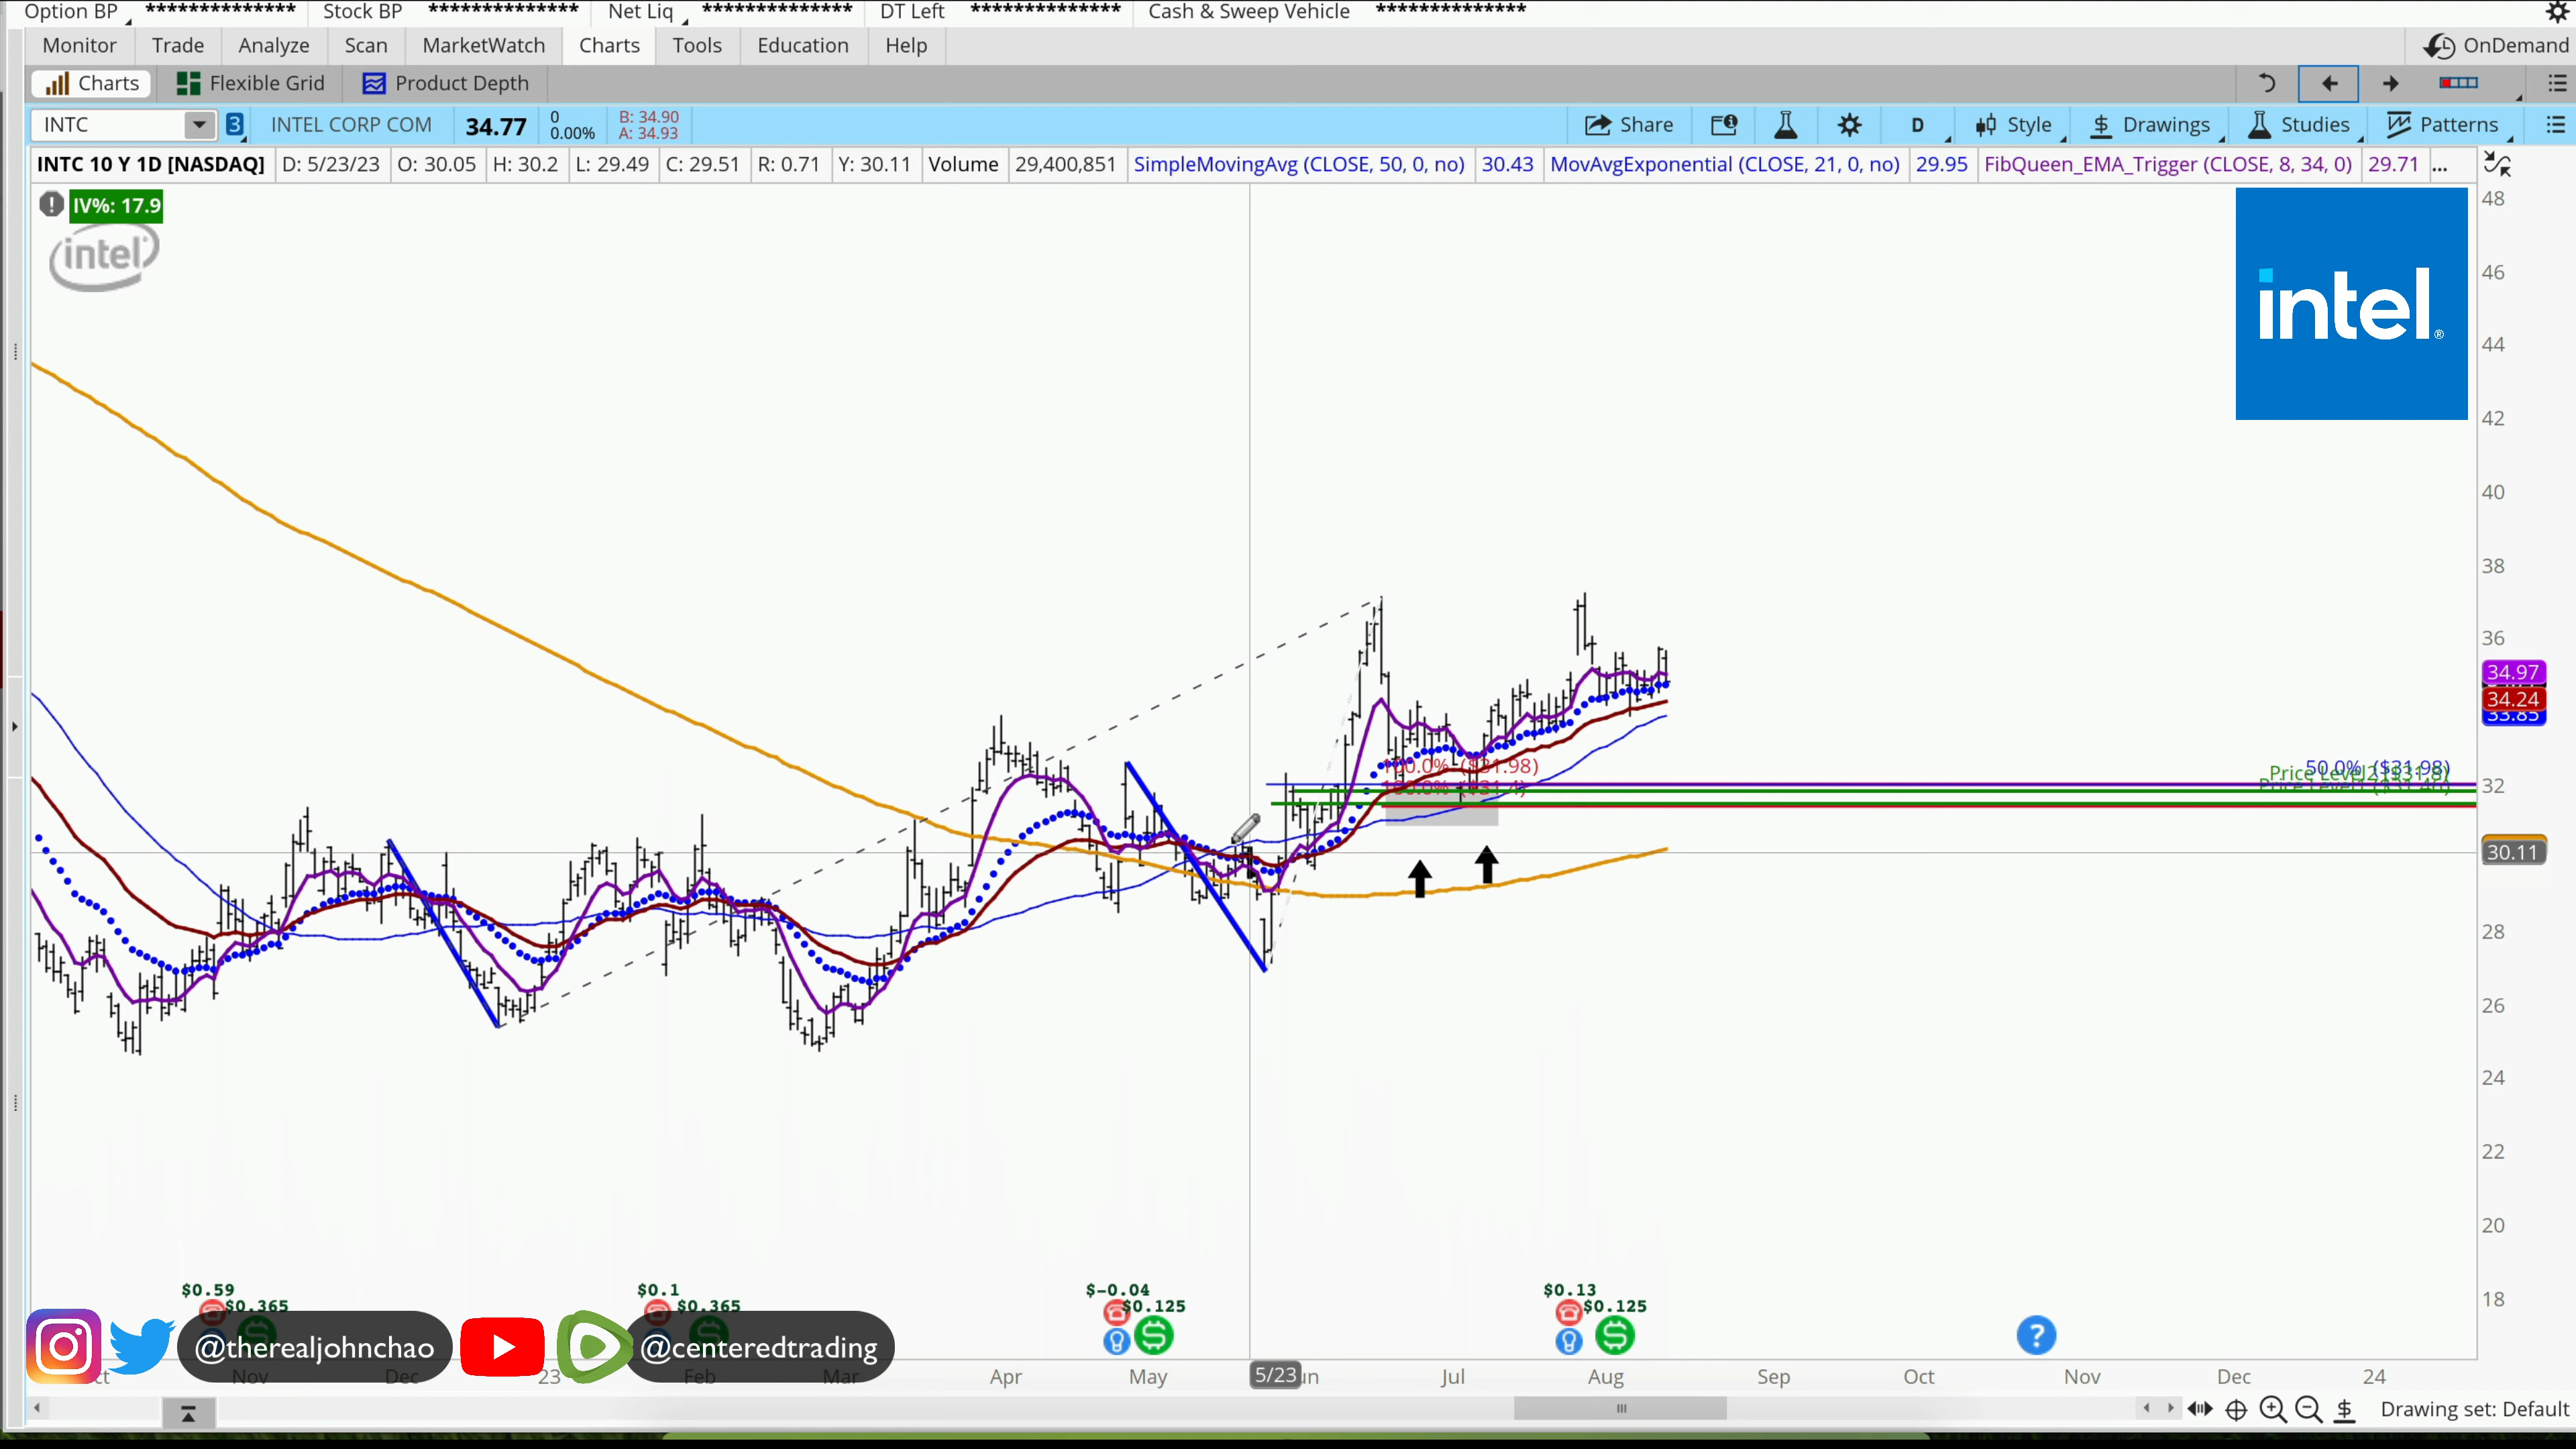 Option BP ************** Stock BP ************** Net Liq ************** DT Left ************** Cash & Sweep Vehicle **************
Monitor Trade Analyze Scan MarketWatch Charts Tools Education Help OnDemand
Charts Flexible Grid Product Depth
INTC 3 INTEL CORP COM 34.77 0 0.00% B: 34.90 A: 34.93 Share D Style Drawings Studies Patterns
INTC 10 Y 1D [NASDAQ] D: 5/23/23 O: 30.05 H: 30.2 L: 29.49 C: 29.51 R: 0.71 Y: 30.11 Volume 29,400,851 SimpleMovingAvg (CLOSE, 50, 0, no) 30.43 MovAvgExponential (CLOSE, 21, 0, no) 29.95 FibQueen_EMA_Trigger (CLOSE, 8, 34, 0) 29.71 ...
IV%: 17.9
intel
intel
48
46
44
42
40
38
36
34.97
34.24
33.85
100.0% ($31.98)
50.0% ($31.98)
32
30.11
28
26
24
22
20
18
$0.59 $0.1 $-0.04 $0.13
$0.365 $0.365 $0.125 $0.125
@therealjohnchao @centeredtrading
Nov Dec 23 Feb Mar Apr May 5/23 Jul Aug Sep Oct Nov Dec 24
Drawing set: Default